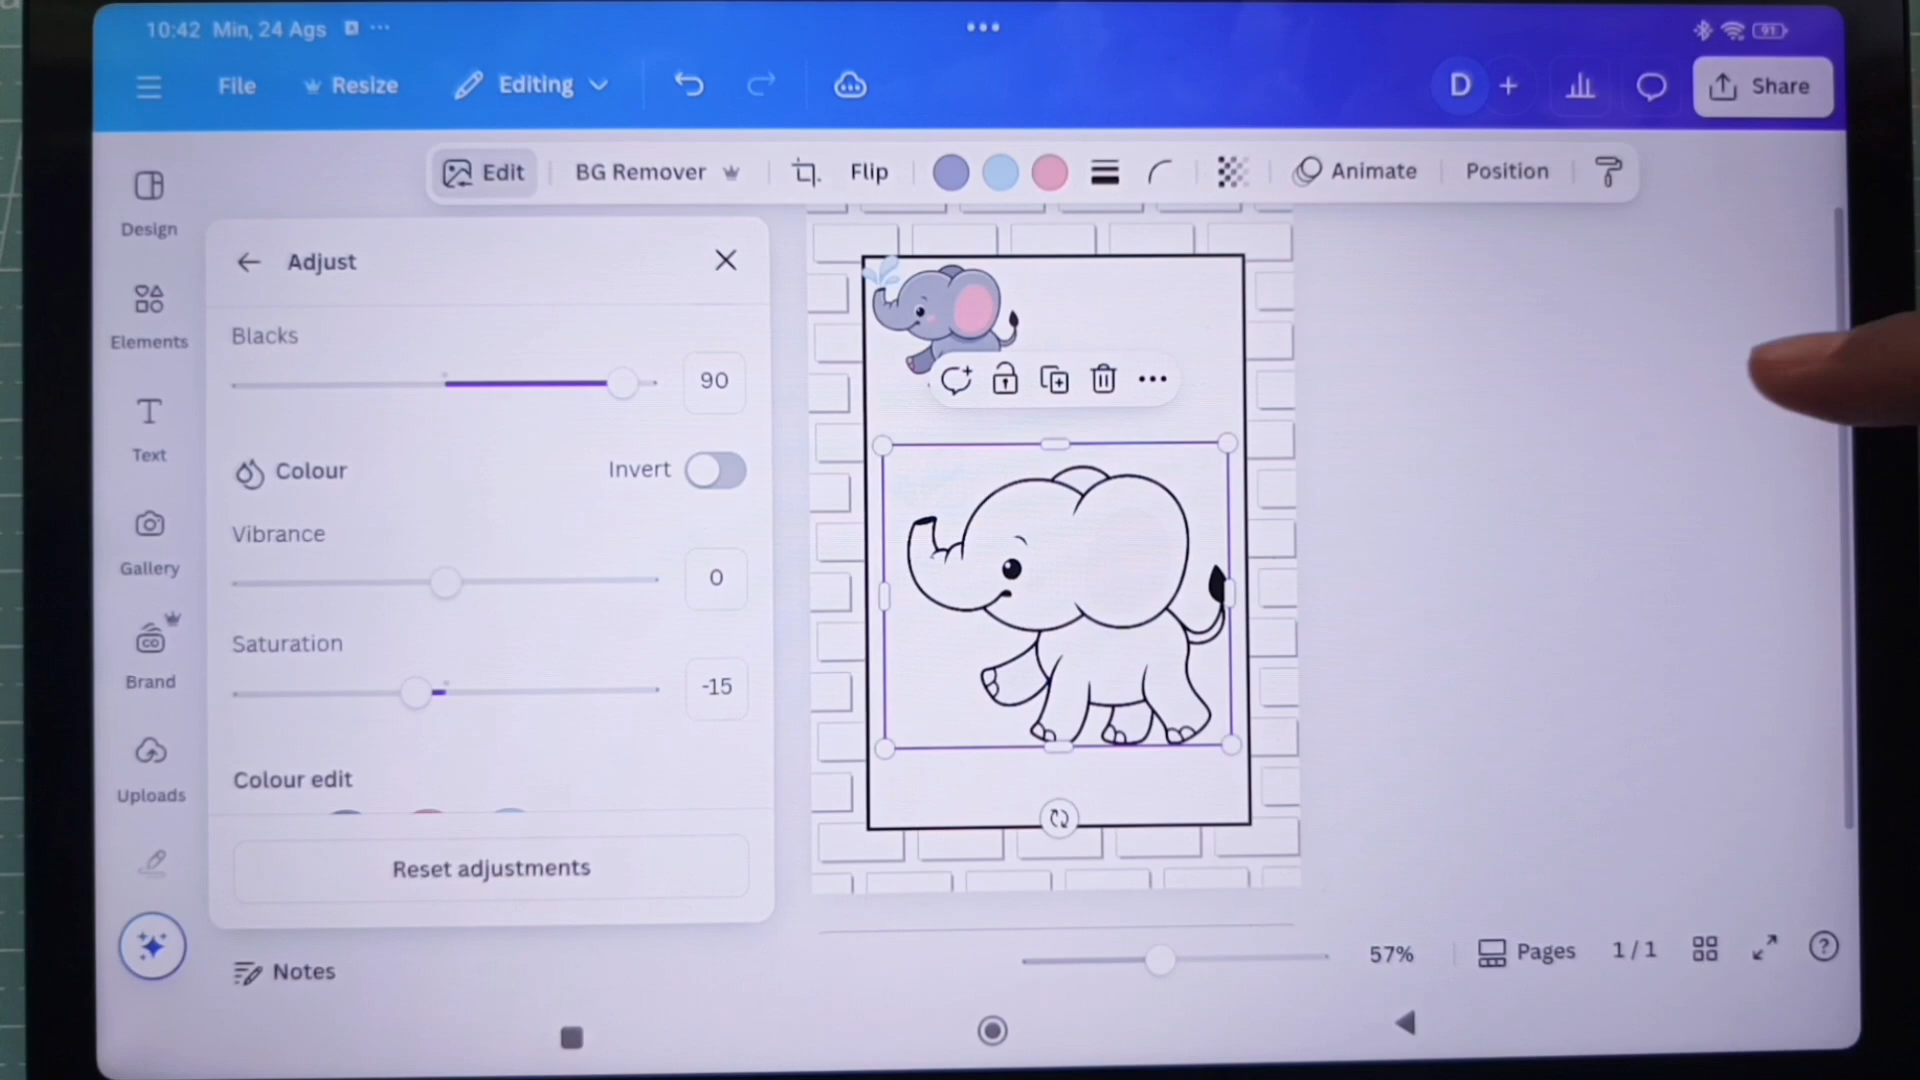 10:42 Min, 24 Ags
91
File Resize Editing D Share
Edit BG Remover Flip Animate Position
Design
Elements
Text
Gallery
Brand
CO
Uploads
Adjust
Blacks
90
Colour Invert
Vibrance
0
Saturation
-15
Colour edit
Reset adjustments
Notes
57% Pages 1 / 1